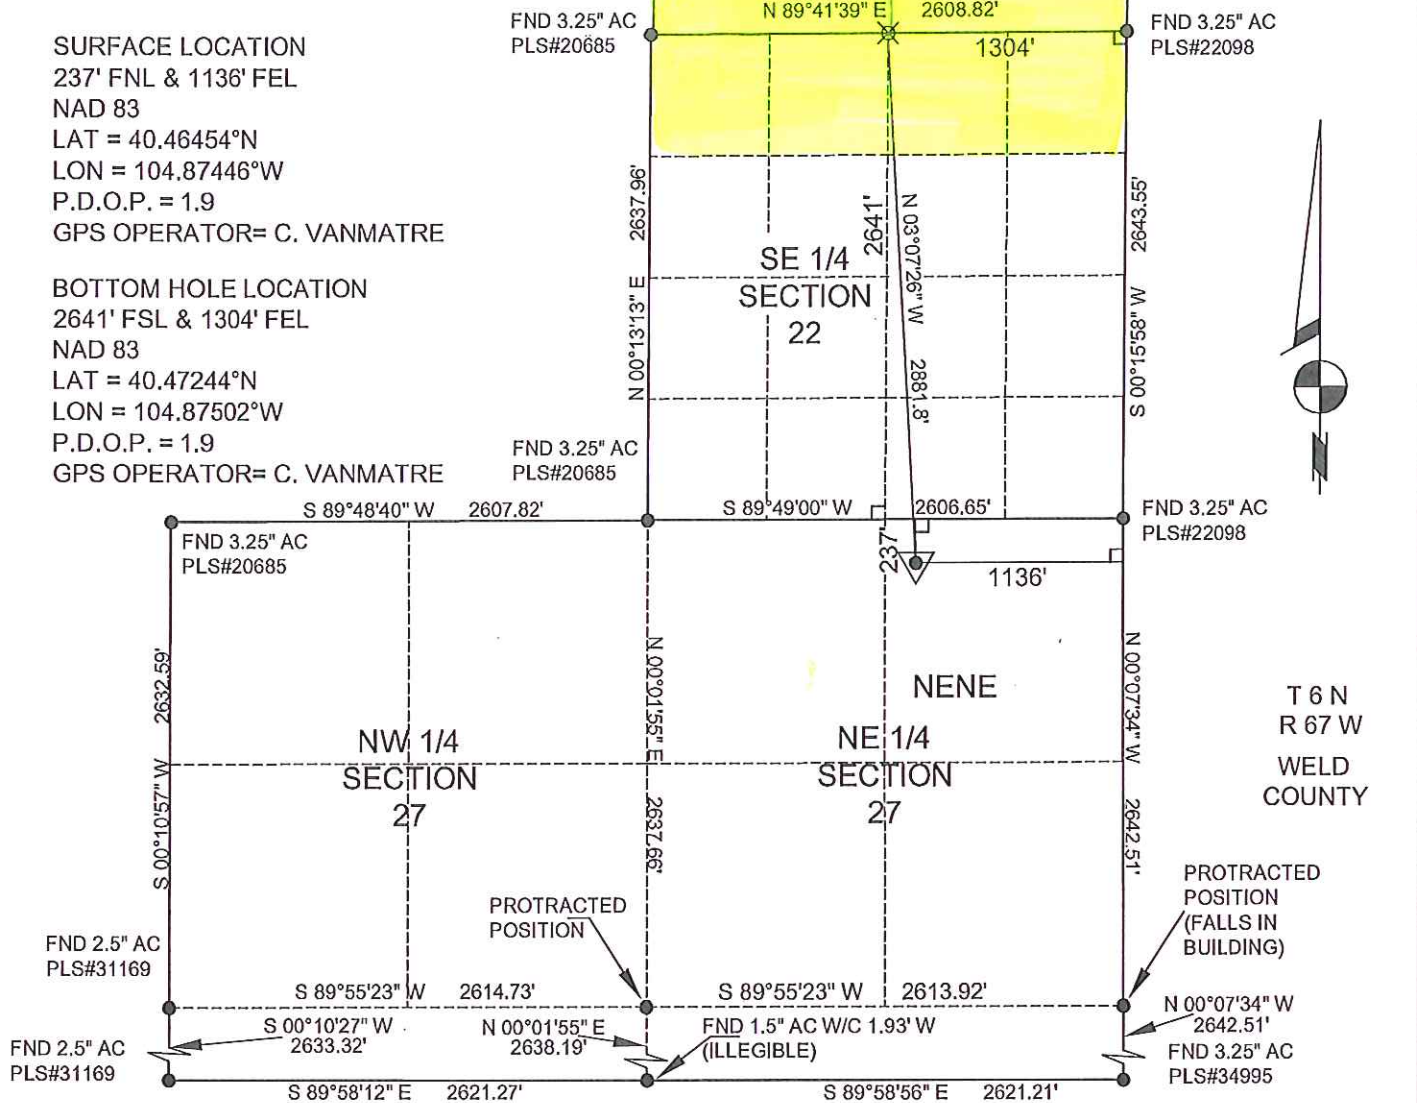 N 89°41'39" E 2608.82'
FND 3.25" AC
PLS#20685
FND 3.25" AC
PLS#22098
1304'
SURFACE LOCATION
237' FNL & 1136' FEL
NAD 83
LAT = 40.46454°N
LON = 104.87446°W
P.D.O.P. = 1.9
GPS OPERATOR= C. VANMATRE
BOTTOM HOLE LOCATION
2641' FSL & 1304' FEL
NAD 83
LAT = 40.47244°N
LON = 104.87502°W
P.D.O.P. = 1.9
GPS OPERATOR= C. VANMATRE
N 00°13'13" E 2637.96'
2641'
N 03°07'26" W 2881.8'
S 00°15'58" W 2643.55'
SE 1/4
SECTION
22
FND 3.25" AC
PLS#20685
S 89°48'40" W 2607.82'
S 89°49'00" W 2606.65'
FND 3.25" AC
PLS#22098
FND 3.25" AC
PLS#20685
237'
1136'
S 00°10'57" W 2632.59'
N 00°01'55" E 2637.66'
N 00°07'34" W 2642.51'
NENE
NW 1/4
SECTION
27
NE 1/4
SECTION
27
T 6 N
R 67 W
WELD
COUNTY
PROTRACTED
POSITION
PROTRACTED
POSITION
(FALLS IN
BUILDING)
FND 2.5" AC
PLS#31169
S 89°55'23" W 2614.73'
S 89°55'23" W 2613.92'
S 00°10'27" W
2633.32'
N 00°01'55" E
2638.19'
FND 1.5" AC W/C 1.93' W
(ILLEGIBLE)
N 00°07'34" W
2642.51'
FND 2.5" AC
PLS#31169
FND 3.25" AC
PLS#34995
S 89°58'12" E 2621.27'
S 89°58'56" E 2621.21'
N